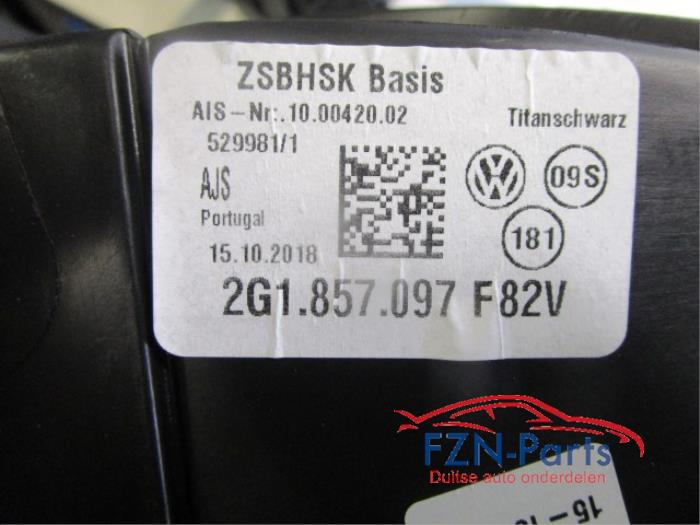 ZSBHSK Basis
AIS-Nr.:10.00420.02 Titanschwarz
529981/1
AJS
Portugal
15.10.2018
09S
181
2G1.857.097 F 82V
FZN-Parts
Duitse auto onderdelen